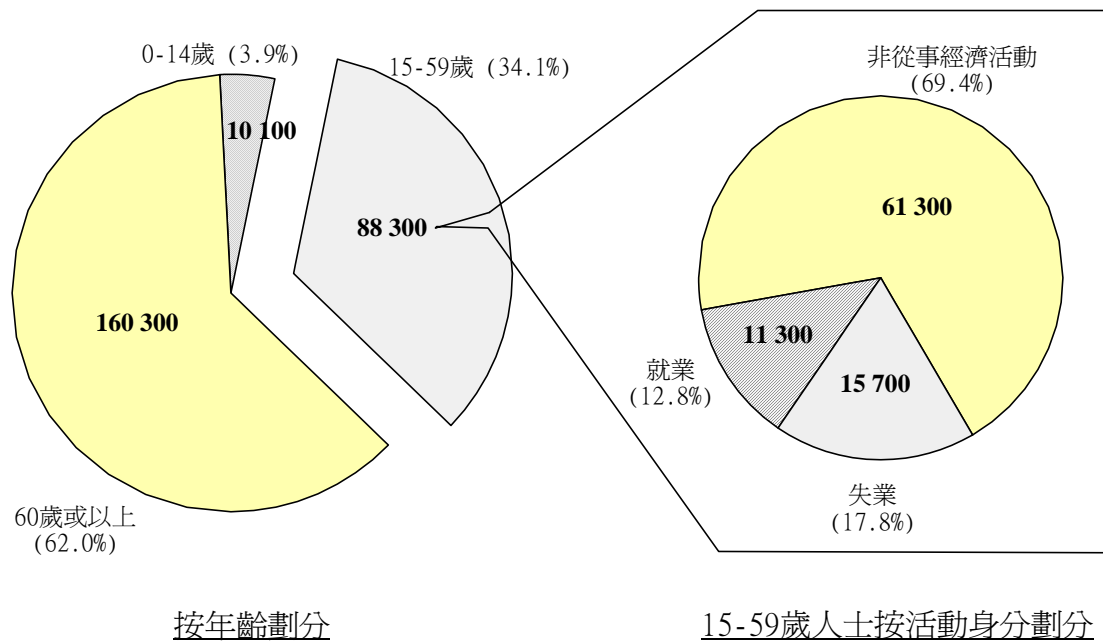 0-14歲 (3.9%)
10 100
15-59歲 (34.1%)
88 300
160 300
60歲或以上
(62.0%)
按年齡劃分
非從事經濟活動
(69.4%)
61 300
11 300
就業
(12.8%)
15 700
失業
(17.8%)
15-59歲人士按活動身分劃分